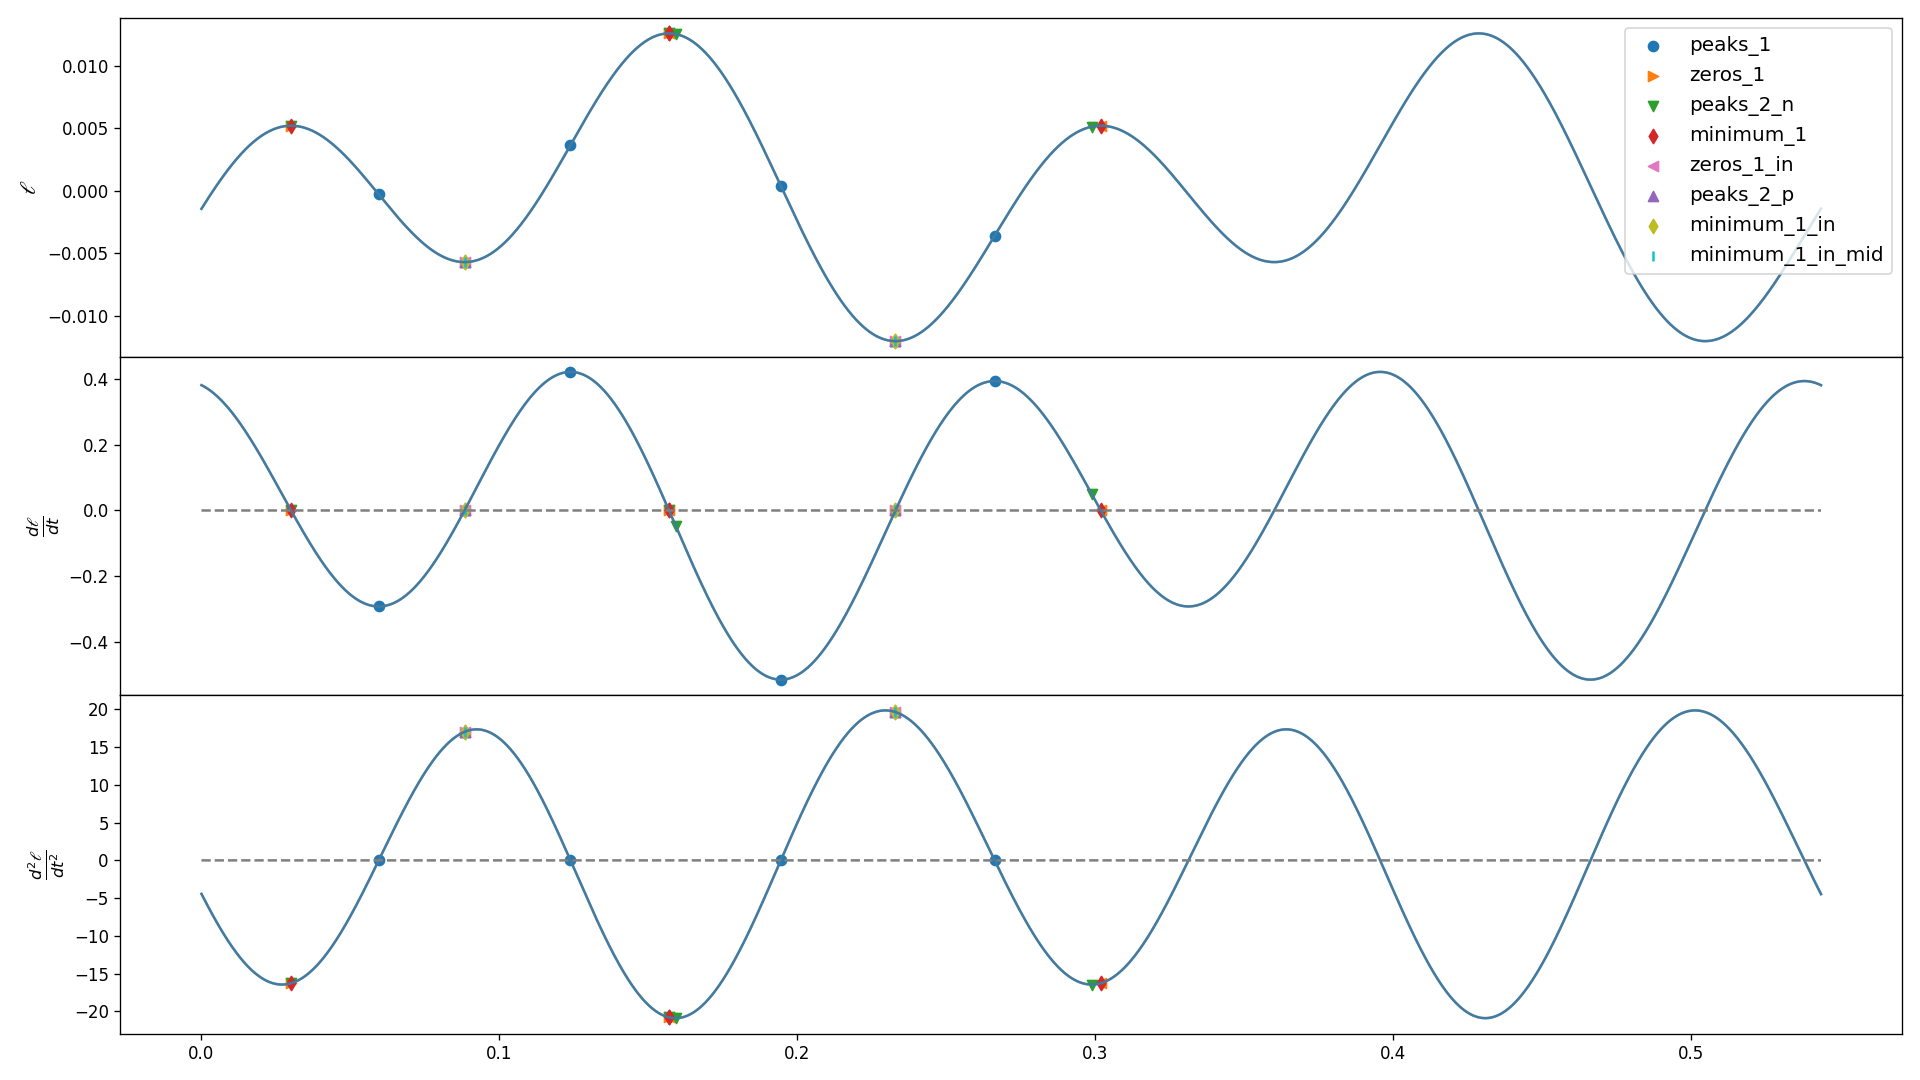 0.010
0.005
0.000
−0.005
−0.010
ℓ
peaks_1
zeros_1
peaks_2_n
minimum_1
zeros_1_in
peaks_2_p
minimum_1_in
minimum_1_in_mid
0.4
0.2
0.0
−0.2
−0.4
dℓ/dt
20
15
10
5
0
−5
−10
−15
−20
d²ℓ/dt²
0.0 0.1 0.2 0.3 0.4 0.5